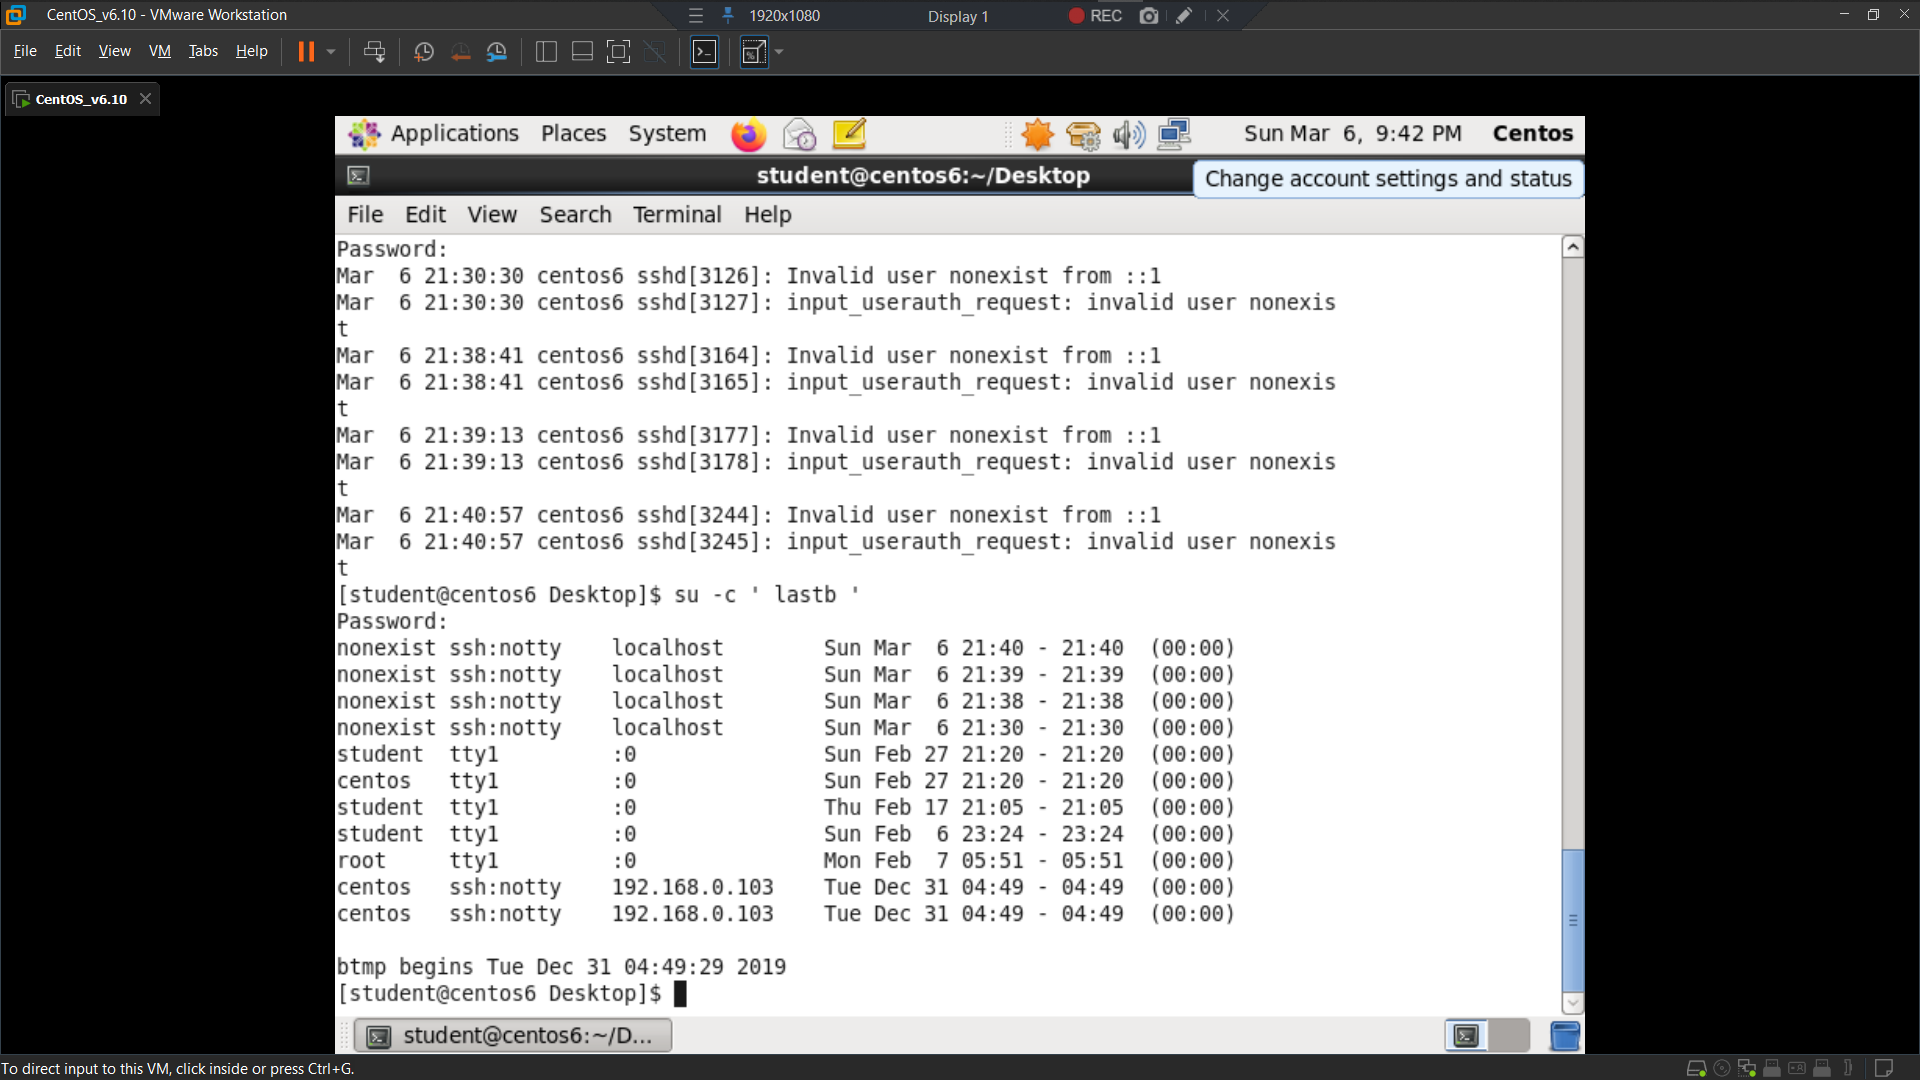 CentOS_v6.10 - VMware Workstation
1920x1080
Display 1
REC
File Edit View VM Tabs Help
CentOS_v6.10
Applications Places System
Sun Mar  6,  9:42 PM
Centos
student@centos6:~/Desktop
Change account settings and status
File Edit View Search Terminal Help
Password:
Mar  6 21:30:30 centos6 sshd[3126]: Invalid user nonexist from ::1
Mar  6 21:30:30 centos6 sshd[3127]: input_userauth_request: invalid user nonexis
t
Mar  6 21:38:41 centos6 sshd[3164]: Invalid user nonexist from ::1
Mar  6 21:38:41 centos6 sshd[3165]: input_userauth_request: invalid user nonexis
t
Mar  6 21:39:13 centos6 sshd[3177]: Invalid user nonexist from ::1
Mar  6 21:39:13 centos6 sshd[3178]: input_userauth_request: invalid user nonexis
t
Mar  6 21:40:57 centos6 sshd[3244]: Invalid user nonexist from ::1
Mar  6 21:40:57 centos6 sshd[3245]: input_userauth_request: invalid user nonexis
t
[student@centos6 Desktop]$ su -c ' lastb '
Password:
nonexist ssh:notty    localhost        Sun Mar  6 21:40 - 21:40  (00:00)
nonexist ssh:notty    localhost        Sun Mar  6 21:39 - 21:39  (00:00)
nonexist ssh:notty    localhost        Sun Mar  6 21:38 - 21:38  (00:00)
nonexist ssh:notty    localhost        Sun Mar  6 21:30 - 21:30  (00:00)
student  tty1         :0               Sun Feb 27 21:20 - 21:20  (00:00)
centos   tty1         :0               Sun Feb 27 21:20 - 21:20  (00:00)
student  tty1         :0               Thu Feb 17 21:05 - 21:05  (00:00)
student  tty1         :0               Sun Feb  6 23:24 - 23:24  (00:00)
root     tty1         :0               Mon Feb  7 05:51 - 05:51  (00:00)
centos   ssh:notty    192.168.0.103    Tue Dec 31 04:49 - 04:49  (00:00)
centos   ssh:notty    192.168.0.103    Tue Dec 31 04:49 - 04:49  (00:00)
btmp begins Tue Dec 31 04:49:29 2019
[student@centos6 Desktop]$
student@centos6:~/D...
To direct input to this VM, click inside or press Ctrl+G.